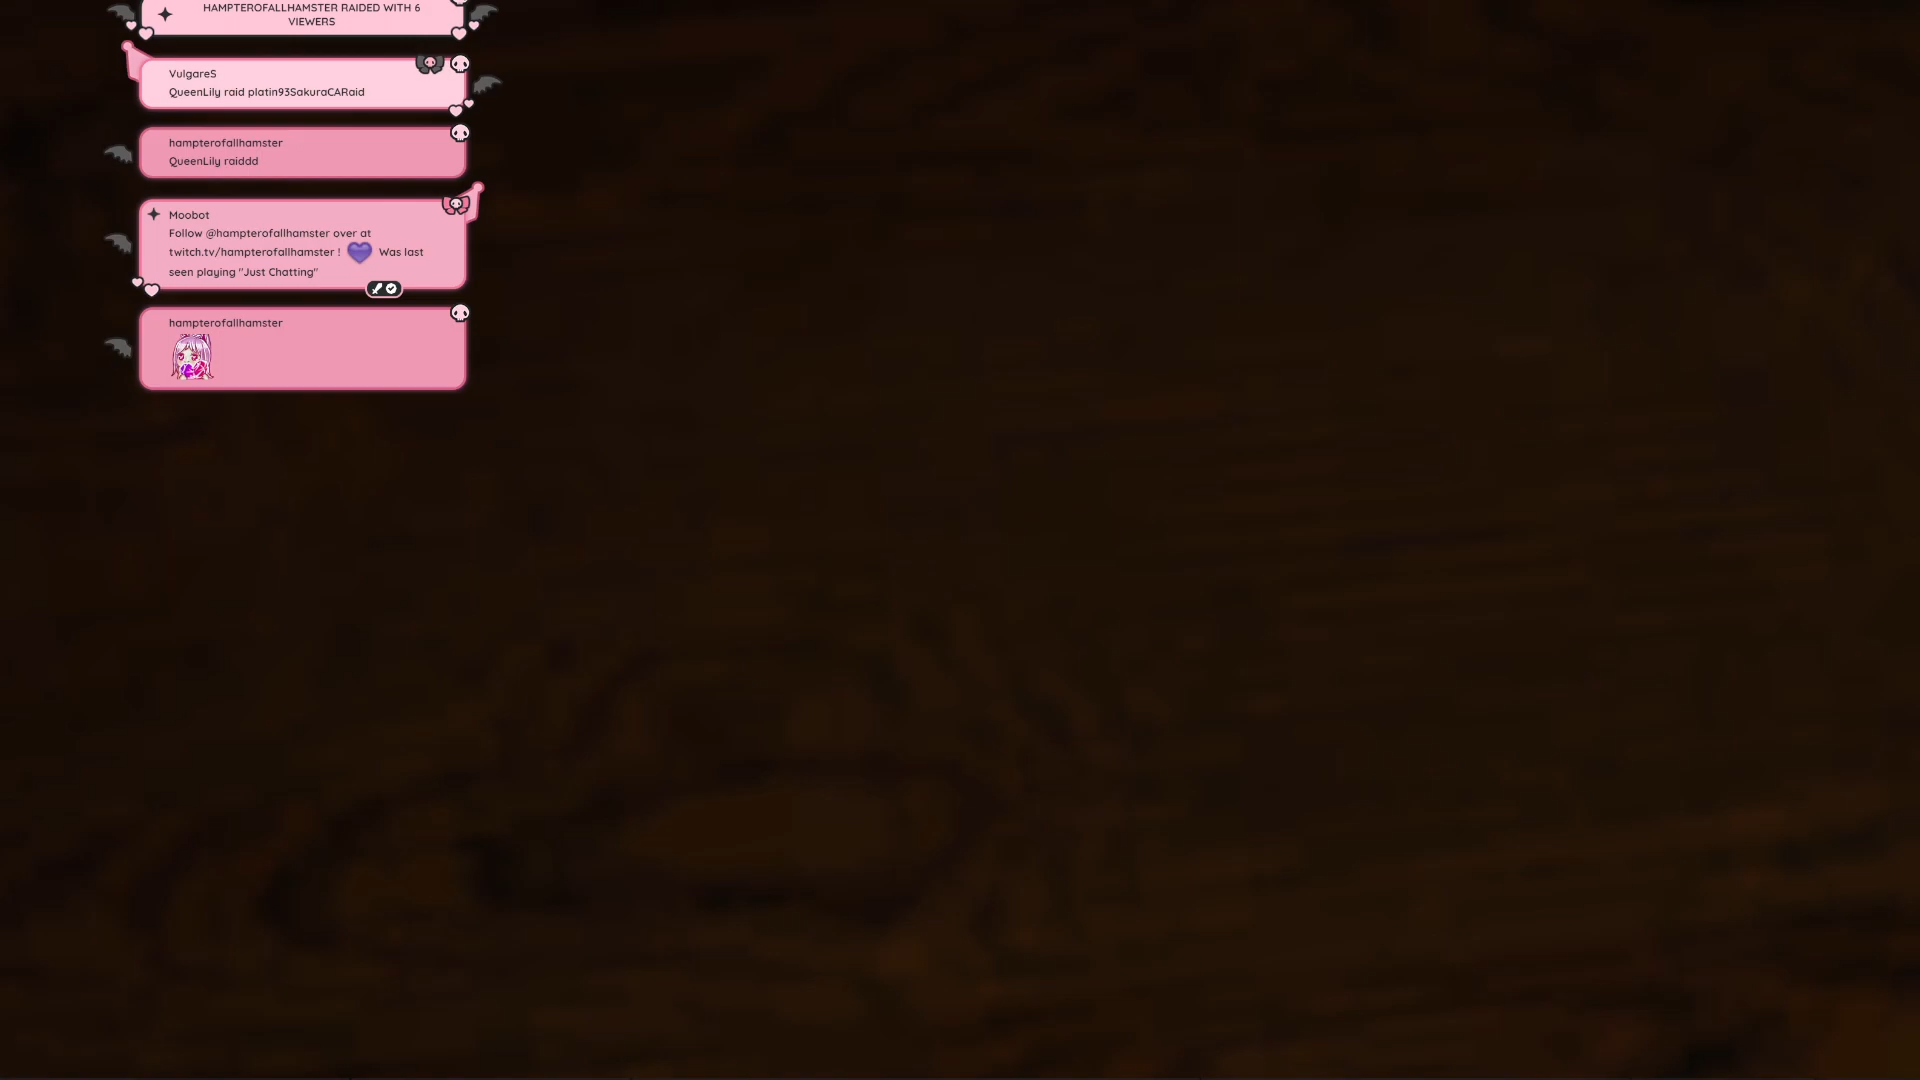 HAMPTEROFALLHAMSTER RAIDED WITH 6
VIEWERS
VulgareS
QueenLily raid platin93SakuraCARaid
hampterofallhamster
QueenLily raiddd
Moobot
Follow @hampterofallhamster over at
twitch.tv/hampterofallhamster ! 💜 Was last
seen playing "Just Chatting"
hampterofallhamster